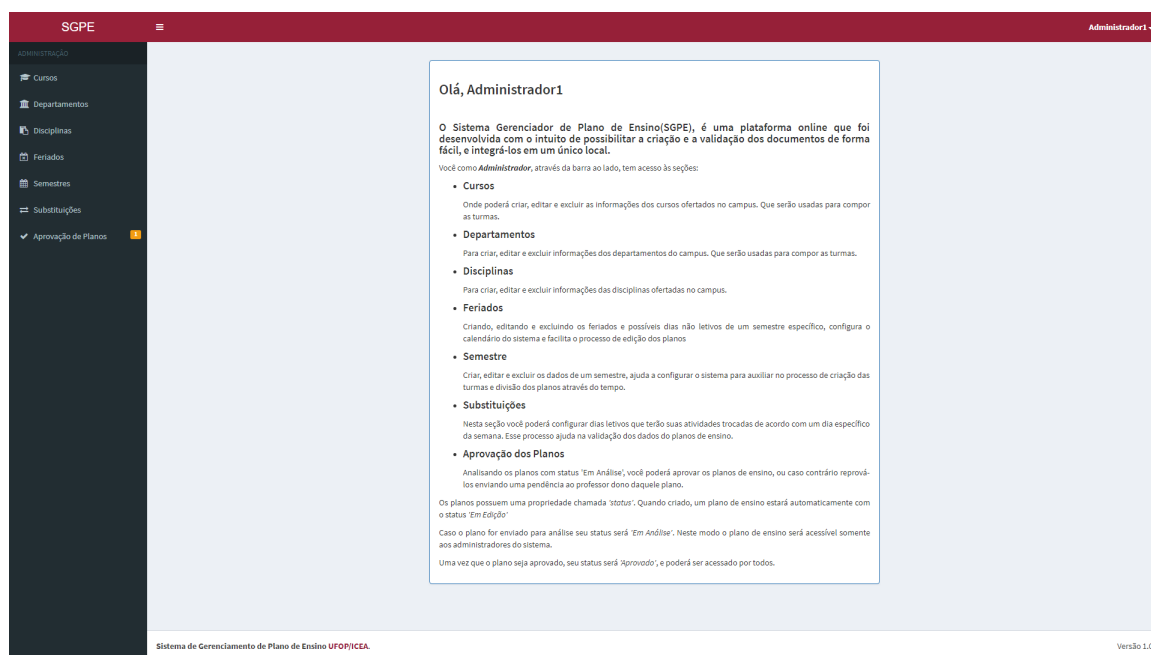 SGPE
Administrador1
ADMINISTRAÇÃO
Cursos
Departamentos
Disciplinas
Feriados
Semestres
Substituições
Aprovação de Planos 1
Olá, Administrador1
O Sistema Gerenciador de Plano de Ensino(SGPE), é uma plataforma online que foi
desenvolvida com o intuito de possibilitar a criação e a validação dos documentos de forma
fácil, e integrá-los em um único local.
Você como Administrador, através da barra ao lado, tem acesso às seções:
• Cursos
Onde poderá criar, editar e excluir as informações dos cursos ofertados no campus. Que serão usadas para compor
as turmas.
• Departamentos
Para criar, editar e excluir informações dos departamentos do campus. Que serão usadas para compor as turmas.
• Disciplinas
Para criar, editar e excluir informações das disciplinas ofertadas no campus.
• Feriados
Criando, editando e excluindo os feriados e possíveis dias não letivos de um semestre específico, configura o
calendário do sistema e facilita o processo de edição dos planos
• Semestre
Criar, editar e excluir os dados de um semestre, ajuda a configurar o sistema para auxiliar no processo de criação das
turmas e divisão dos planos através do tempo.
• Substituições
Nesta seção você poderá configurar dias letivos que terão suas atividades trocadas de acordo com um dia específico
da semana. Esse processo ajuda na validação dos dados do planos de ensino.
• Aprovação dos Planos
Analisando os planos com status 'Em Análise', você poderá aprovar os planos de ensino, ou caso contrário reprová-
los enviando uma pendência ao professor dono daquele plano.
Os planos possuem uma propriedade chamada 'status'. Quando criado, um plano de ensino estará automaticamente com
o status 'Em Edição'
Caso o plano for enviado para análise seu status será 'Em Análise'. Neste modo o plano de ensino será acessível somente
aos administradores do sistema.
Uma vez que o plano seja aprovado, seu status será 'Aprovado', e poderá ser acessado por todos.
Sistema de Gerenciamento de Plano de Ensino UFOP/ICEA.
Versão 1.0